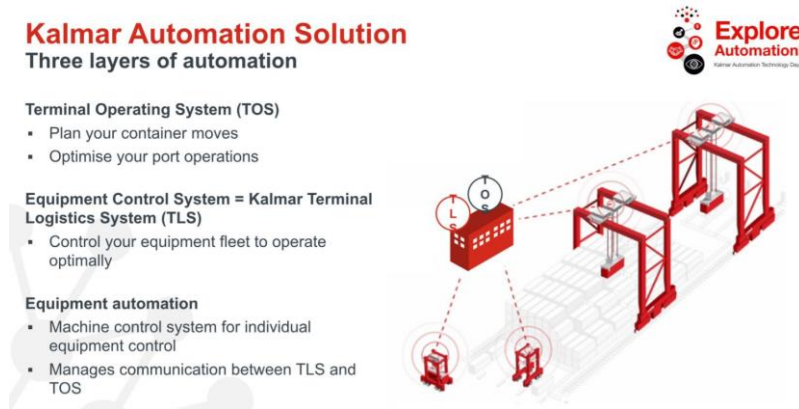 Kalmar Automation Solution
Three layers of automation
Explore
Automation
Kalmar Automation Technology Day
Terminal Operating System (TOS)
▪ Plan your container moves
▪ Optimise your port operations
Equipment Control System = Kalmar Terminal
Logistics System (TLS)
▪ Control your equipment fleet to operate
optimally
Equipment automation
▪ Machine control system for individual
equipment control
▪ Manages communication between TLS and
TOS
TLS
TOS